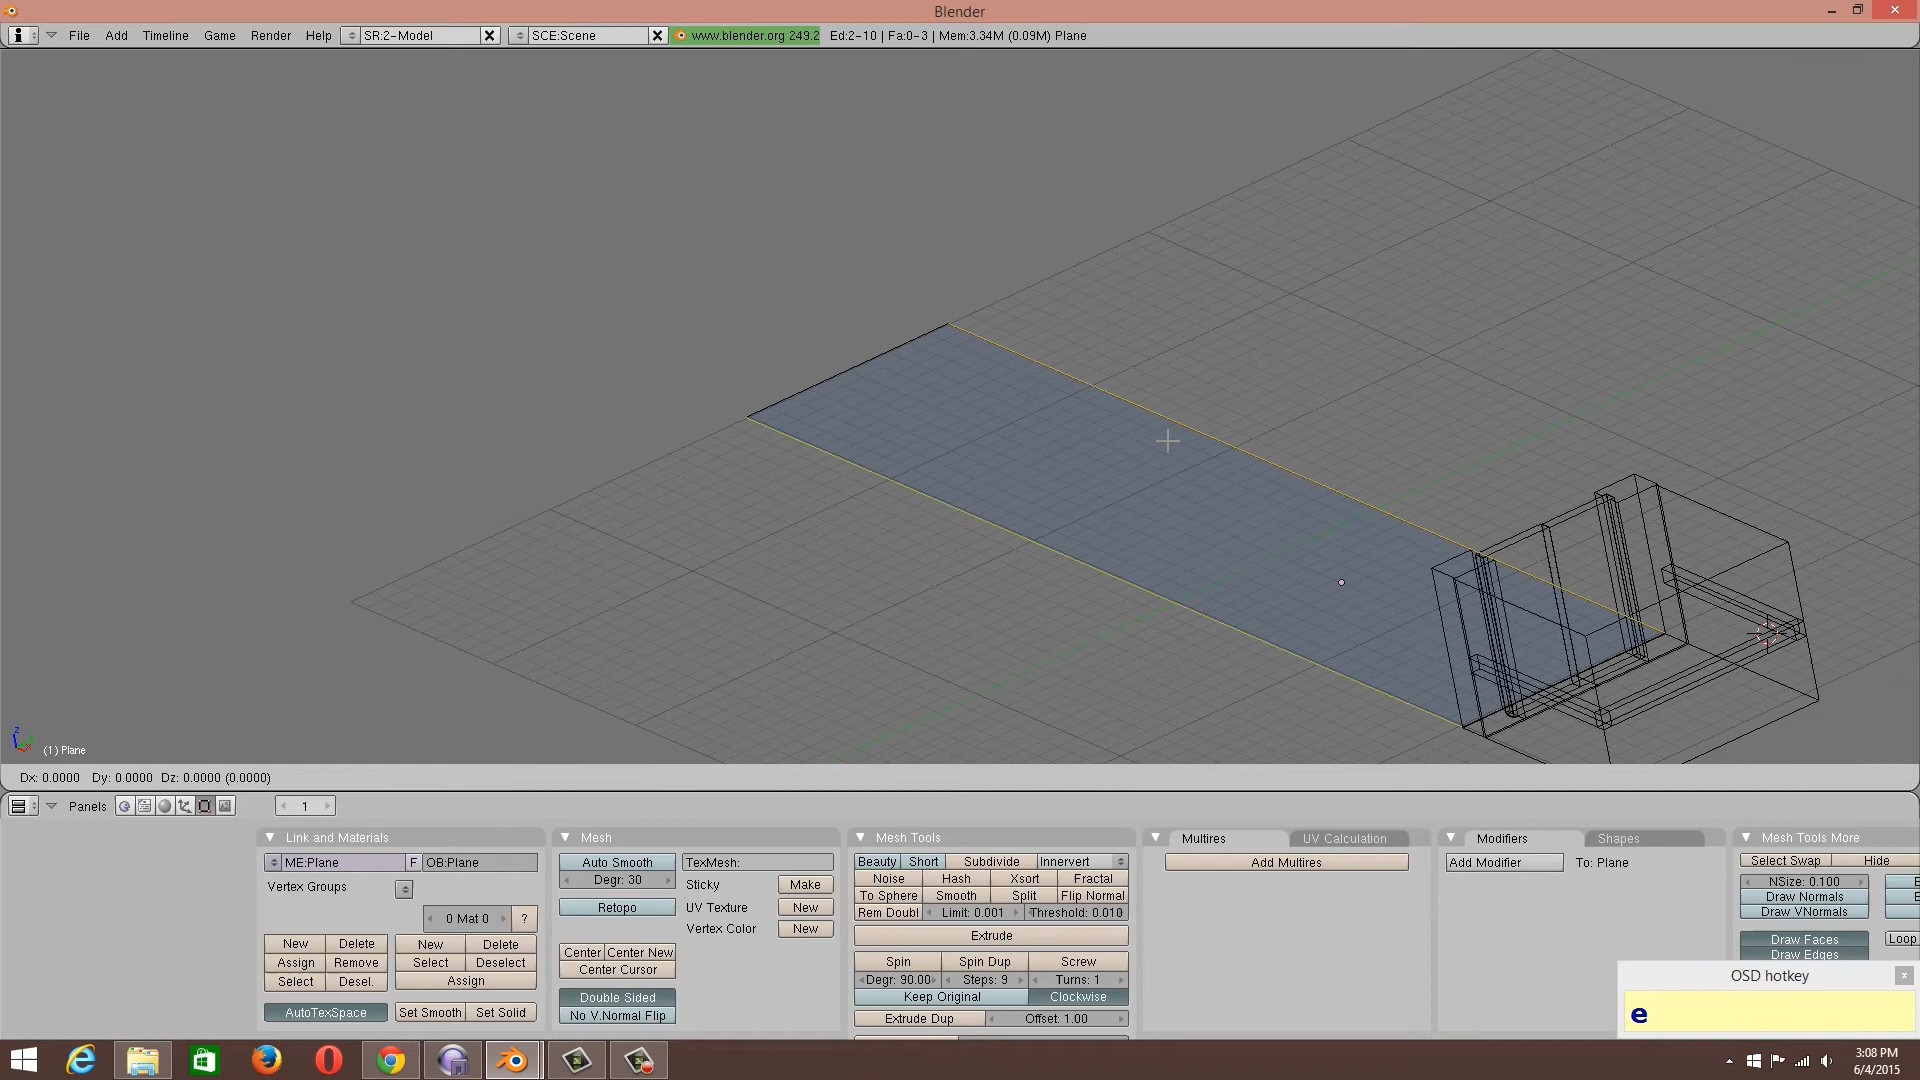 Blender
File Add Timeline Game Render Help SR:2-Model SCE:Scene www.blender.org 249.2 Ed:2-10 | Fa:0-3 | Mem:3.34M (0.09M) Plane
z
(1) Plane
Dx: 0.0000 Dy: 0.0000 Dz: 0.0000 (0.0000)
Panels 1
Link and Materials
ME:Plane F OB:Plane
Vertex Groups
0 Mat 0 ?
New Delete New Delete
Assign Remove Select Deselect
Select Desel. Assign
AutoTexSpace Set Smooth Set Solid
Mesh
Auto Smooth TexMesh:
Degr: 30 Sticky Make
Retopo UV Texture New
Vertex Color New
Center Center New
Center Cursor
Double Sided
No V.Normal Flip
Mesh Tools
Beauty Short Subdivide Innervert
Noise Hash Xsort Fractal
To Sphere Smooth Split Flip Normal
Rem Doubl Limit: 0.001 Threshold: 0.010
Extrude
Spin Spin Dup Screw
Degr: 90.00 Steps: 9 Turns: 1
Keep Original Clockwise
Extrude Dup Offset: 1.00
Multires UV Calculation
Add Multires
Modifiers Shapes
Add Modifier To: Plane
Mesh Tools More
Select Swap Hide
NSize: 0.100
Draw Normals
Draw VNormals
Draw Faces Loop
Draw Edges
OSD hotkey x
e
3:08 PM
6/4/2015